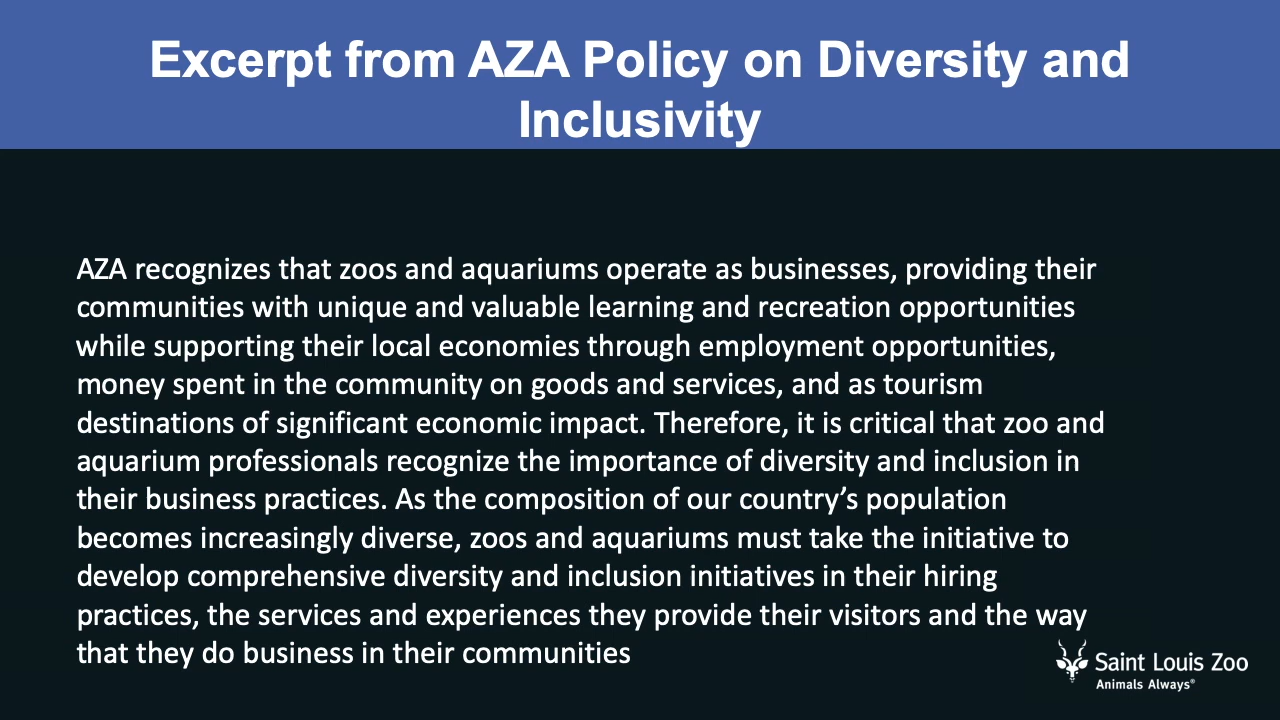 Excerpt from AZA Policy on Diversity and
Inclusivity
AZA recognizes that zoos and aquariums operate as businesses, providing their
communities with unique and valuable learning and recreation opportunities
while supporting their local economies through employment opportunities,
money spent in the community on goods and services, and as tourism
destinations of significant economic impact. Therefore, it is critical that zoo and
aquarium professionals recognize the importance of diversity and inclusion in
their business practices. As the composition of our country’s population
becomes increasingly diverse, zoos and aquariums must take the initiative to
develop comprehensive diversity and inclusion initiatives in their hiring
practices, the services and experiences they provide their visitors and the way
that they do business in their communities
Saint Louis Zoo
Animals Always®